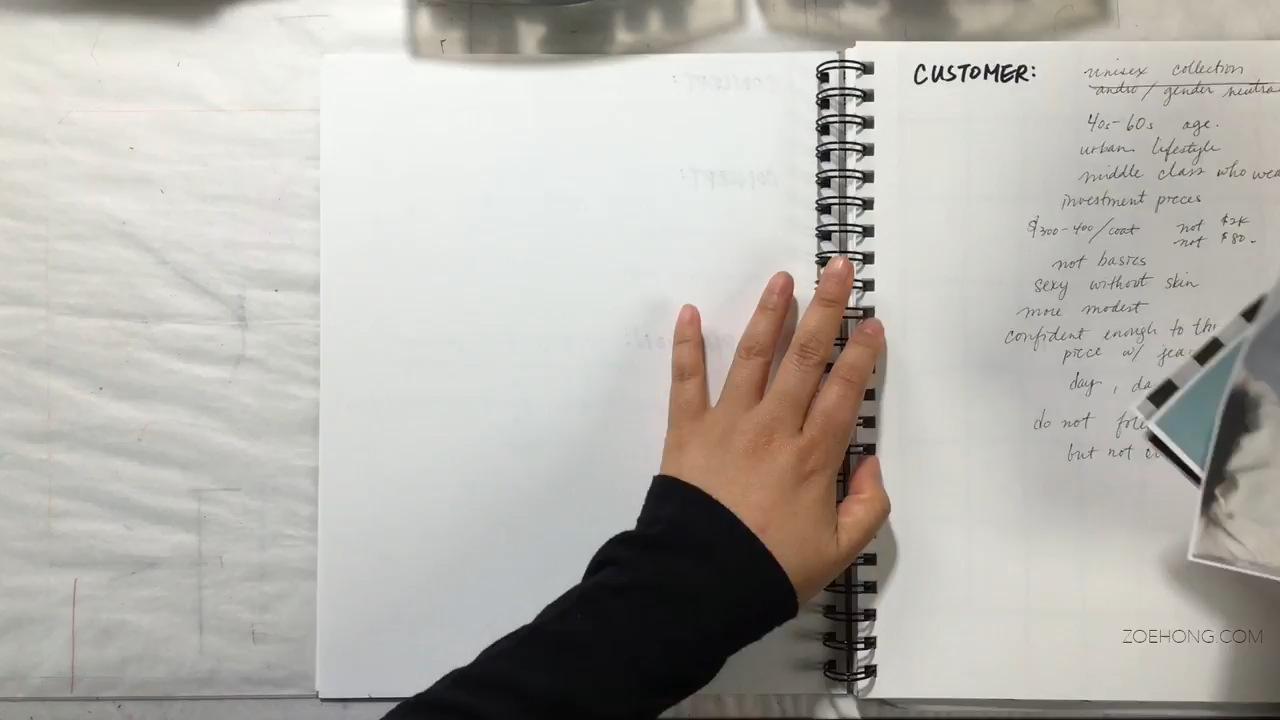 CUSTOMER:
unisex collection
andro / gender neutra
40s-60s age.
urban lifestyle
middle class who wea
investment pieces
$300-400/coat not $2K
not $80-
not basics
sexy without skin
more modest
confident enough to th
piece w/ jea
day, da
do not
but not
ZOEHONG.COM